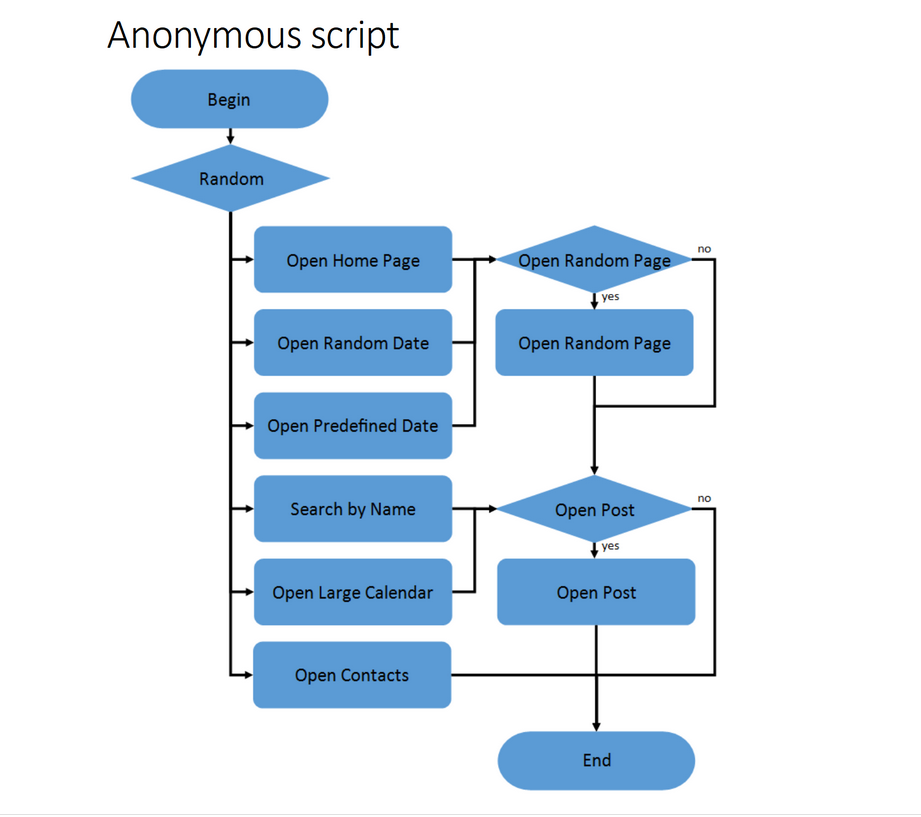 Anonymous script
Begin
Random
Open Home Page
Open Random Page
no
yes
Open Random Date
Open Random Page
Open Predefined Date
Search by Name
Open Post
no
yes
Open Large Calendar
Open Post
Open Contacts
End